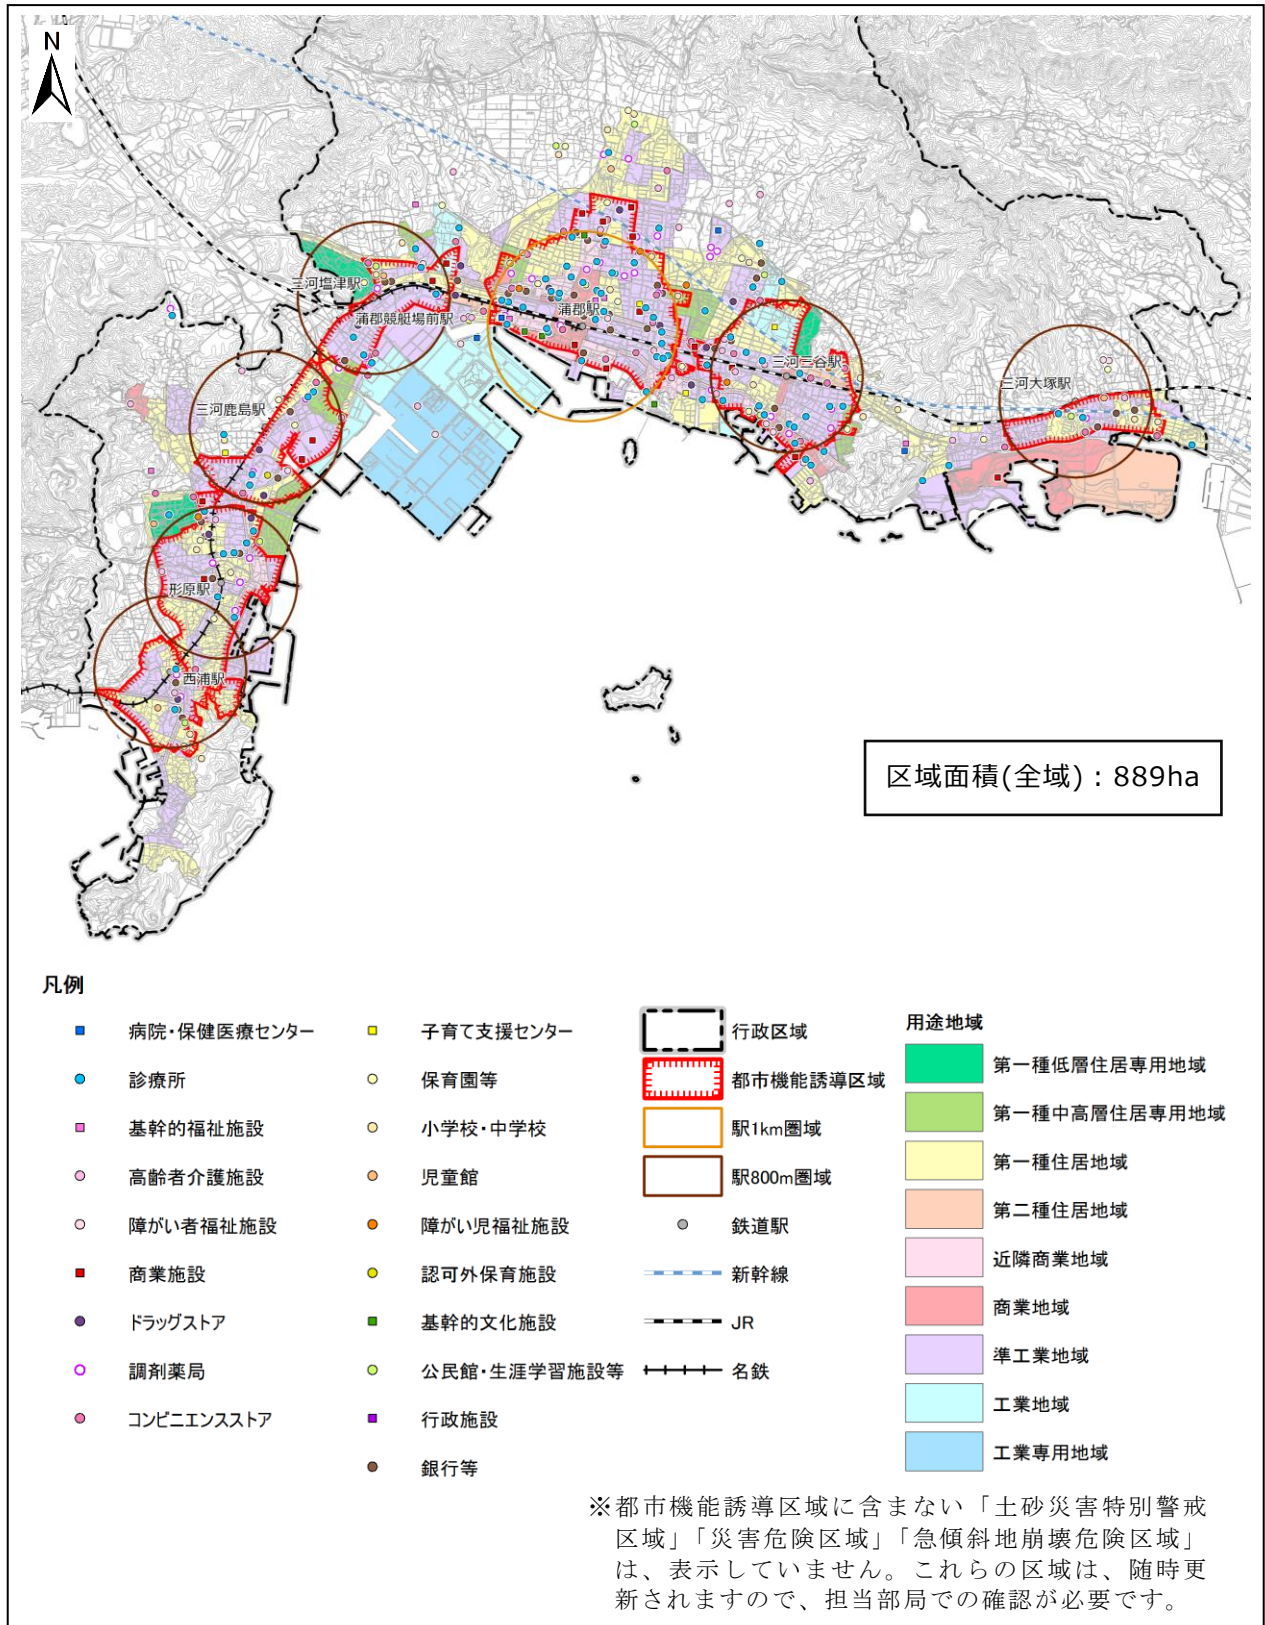 N
三河塩津駅
蒲郡競艇場前駅
蒲郡駅
三河三谷駅
三河大塚駅
三河鹿島駅
形原駅
西浦駅
区域面積(全域)：889ha
凡例
病院・保健医療センター
診療所
基幹的福祉施設
高齢者介護施設
障がい者福祉施設
商業施設
ドラッグストア
調剤薬局
コンビニエンスストア
子育て支援センター
保育園等
小学校・中学校
児童館
障がい児福祉施設
認可外保育施設
基幹的文化施設
公民館・生涯学習施設等
行政施設
銀行等
行政区域
都市機能誘導区域
駅1km圏域
駅800m圏域
鉄道駅
新幹線
JR
名鉄
用途地域
第一種低層住居専用地域
第一種中高層住居専用地域
第一種住居地域
第二種住居地域
近隣商業地域
商業地域
準工業地域
工業地域
工業専用地域
※都市機能誘導区域に含まない「土砂災害特別警戒
区域」「災害危険区域」「急傾斜地崩壊危険区域」
は、表示していません。これらの区域は、随時更
新されますので、担当部局での確認が必要です。